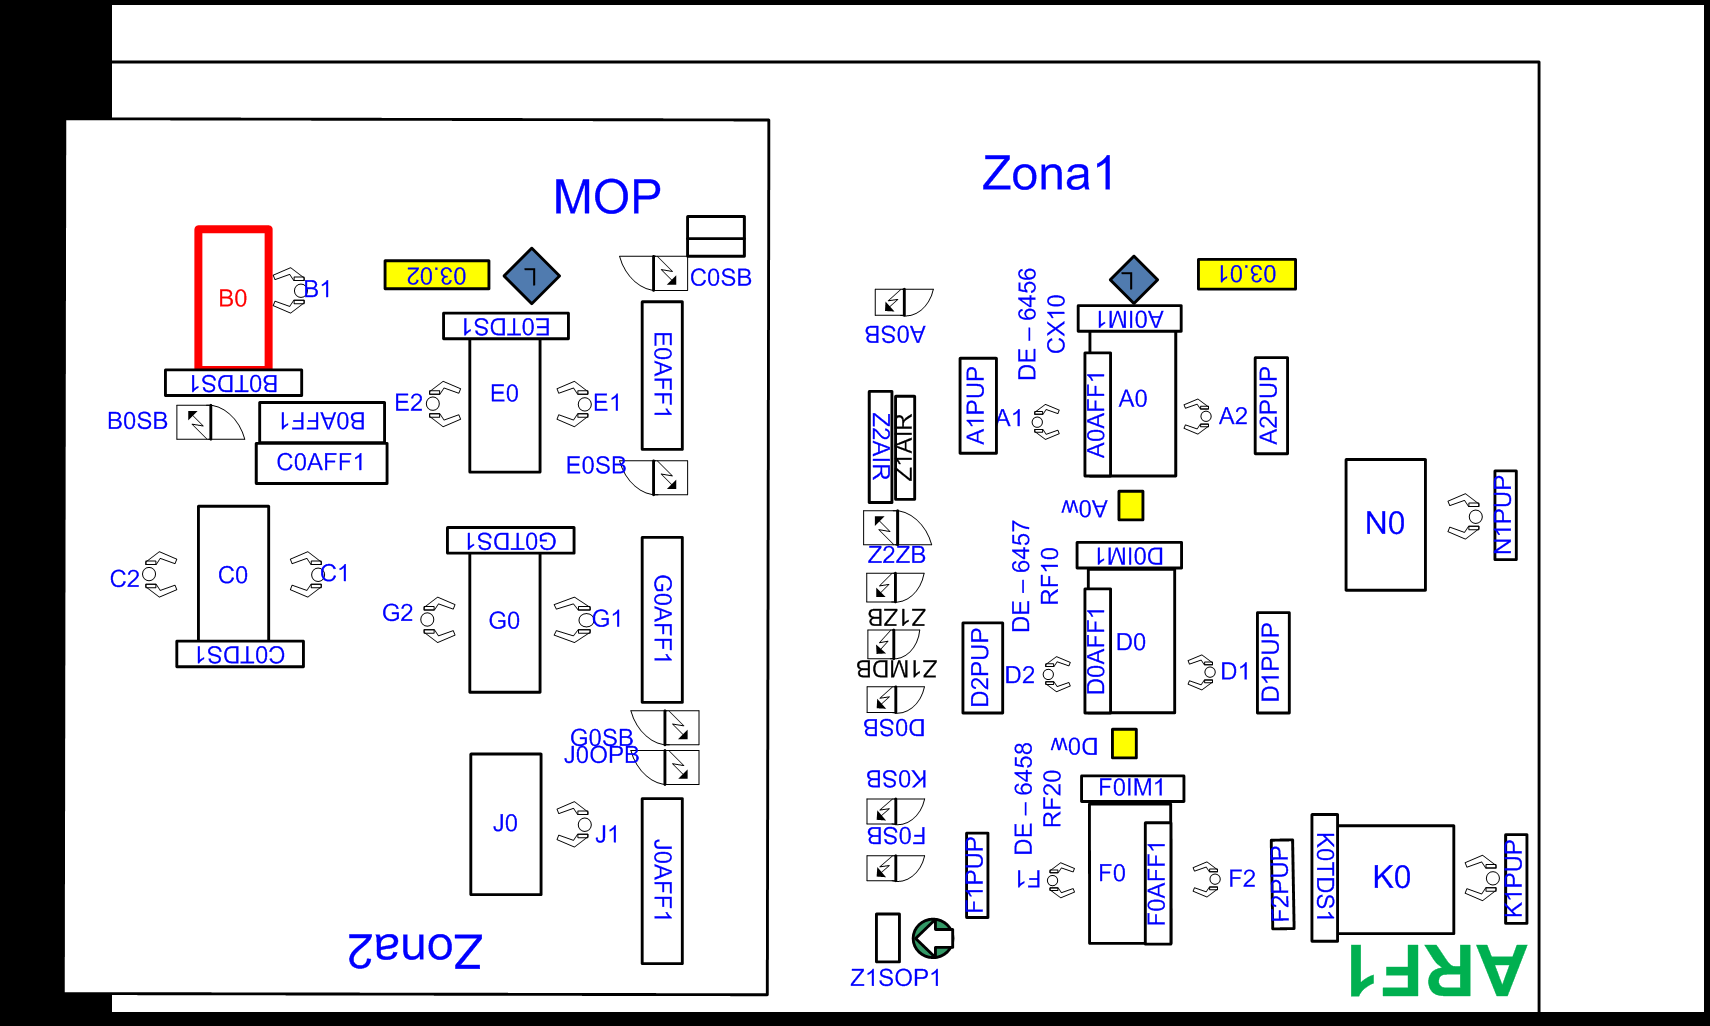 Zona1
MOP
B0
B1
03.02
L
C0SB
B0TDS1
B0SB
B0AFF1
C0AFF1
E0TDS1
E2
E0
E1
E0AFF1
E0SB
C2
C0
C1
C0TDS1
G0TDS1
G2
G0
G1
G0AFF1
G0SB
J0OPB
J0
J1
J0AFF1
Zona2
A0SB
DE – 6456
CX10
L
03.01
A0IM1
A1PUP
A1
A0AFF1
A0
A2
A2PUP
Z2AIR
Z1AIR
A0w
N0
N1PUP
Z2ZB
Z1ZB
Z1MDB
D0SB
DE – 6457
RF10
D0IM1
D2PUP
D2
D0AFF1
D0
D1
D1PUP
D0w
K0SB
F0SB
DE – 6458
RF20
F0IM1
F1PUP
F1
F0
F0AFF1
F2
F2PUP
K0TDS1
K0
K1PUP
Z1SOP1
ARF1